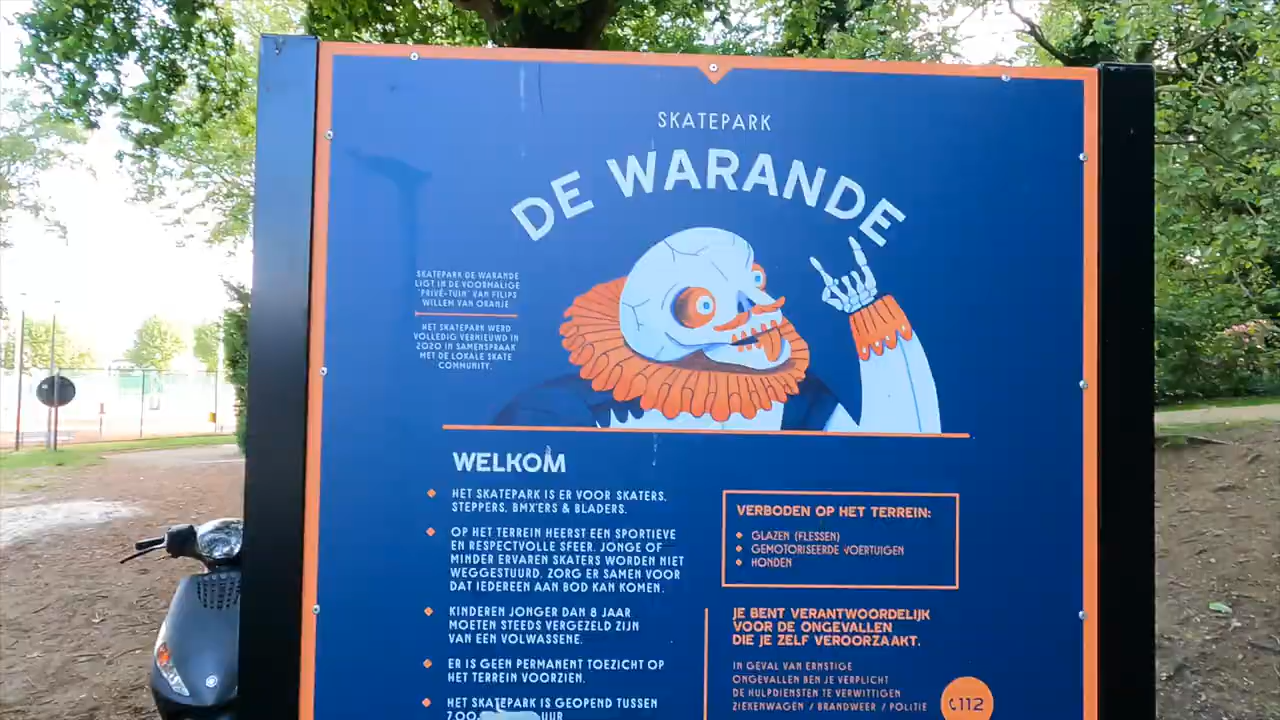 SKATEPARK
DE WARANDE
SKATEPARK DE WARANDE
LIGT IN DE VOORMALIGE
"PRIVÉ-TUIN" VAN FILIPS
WILLEM VAN ORANJE
HET SKATEPARK WERD
VOLLEDIG VERNIEUWD IN
2020 IN SAMENSPRAAK
MET DE LOKALE SKATE
COMMUNITY.
WELKOM
HET SKATEPARK IS ER VOOR SKATERS,
STEPPERS, BMX'ERS & BLADERS.
OP HET TERREIN HEERST EEN SPORTIEVE
EN RESPECTVOLLE SFEER. JONGE OF
MINDER ERVAREN SKATERS WORDEN NIET
WEGGESTUURD. ZORG ER SAMEN VOOR
DAT IEDEREEN AAN BOD KAN KOMEN.
KINDEREN JONGER DAN 8 JAAR
MOETEN STEEDS VERGEZELD ZIJN
VAN EEN VOLWASSENE.
ER IS GEEN PERMANENT TOEZICHT OP
HET TERREIN VOORZIEN.
HET SKATEPARK IS GEOPEND TUSSEN
UUR
VERBODEN OP HET TERREIN:
GLAZEN (FLESSEN)
GEMOTORISEERDE VOERTUIGEN
HONDEN
JE BENT VERANTWOORDELIJK
VOOR DE ONGEVALLEN
DIE JE ZELF VEROORZAAKT.
IN GEVAL VAN ERNSTIGE
ONGEVALLEN BEN JE VERPLICHT
DE HULPDIENSTEN TE VERWITTIGEN
ZIEKENWAGEN / BRANDWEER / POLITIE
112